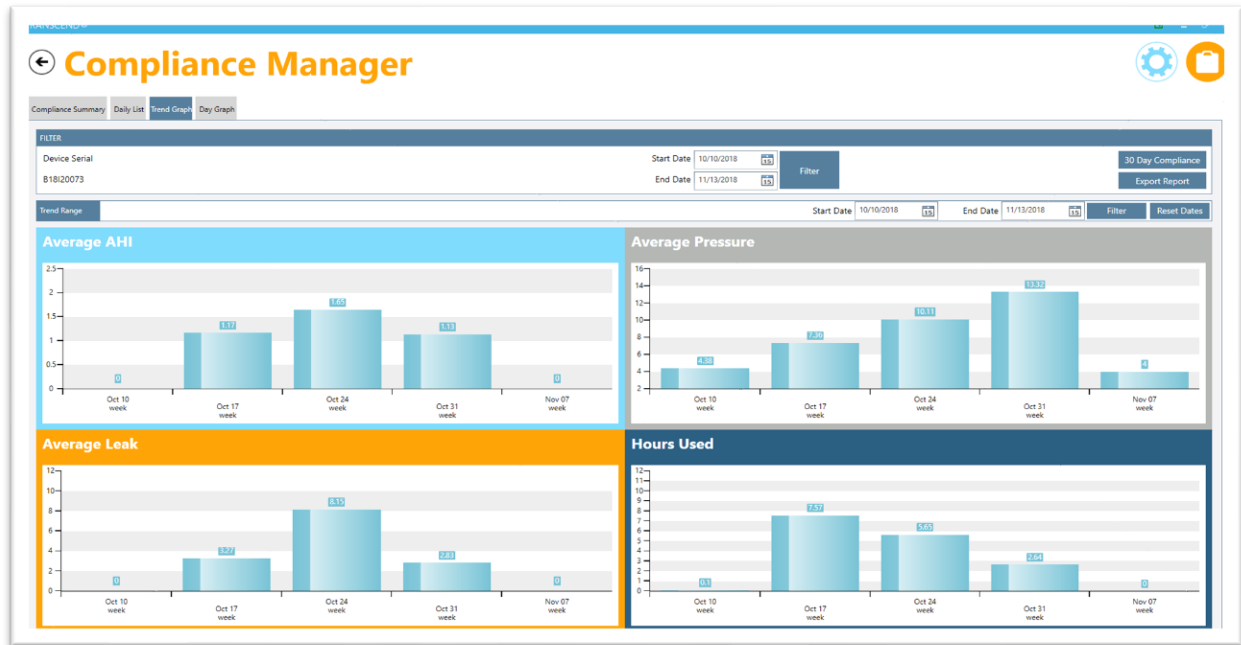 Compliance Manager
Compliance Summary Daily List Trend Graph Day Graph
FILTER
Device Serial
B18I20073
Start Date 10/10/2018 15
End Date 11/13/2018 15
Filter
30 Day Compliance
Export Report
Trend Range
Start Date 10/10/2018 15 End Date 11/13/2018 15 Filter Reset Dates
Average AHI
2.5
2
1.5
1
0.5
0
0
1.17
1.65
1.13
0
Oct 10 week
Oct 17 week
Oct 24 week
Oct 31 week
Nov 07 week
Average Pressure
16
14
12
10
8
6
4
2
4.38
7.36
10.11
13.32
4
Oct 10 week
Oct 17 week
Oct 24 week
Oct 31 week
Nov 07 week
Average Leak
12
10
8
6
4
2
0
0
3.27
8.15
2.83
0
Oct 10 week
Oct 17 week
Oct 24 week
Oct 31 week
Nov 07 week
Hours Used
12
11
10
9
8
7
6
5
4
3
2
1
0
0.1
7.57
5.65
2.64
0
Oct 10 week
Oct 17 week
Oct 24 week
Oct 31 week
Nov 07 week